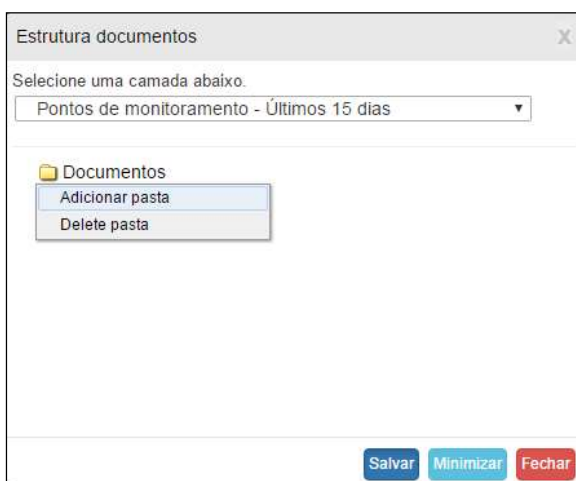 Estrutura documentos X
Selecione uma camada abaixo.
Pontos de monitoramento - Últimos 15 dias
Documentos
Adicionar pasta
Delete pasta
Salvar Minimizar Fechar